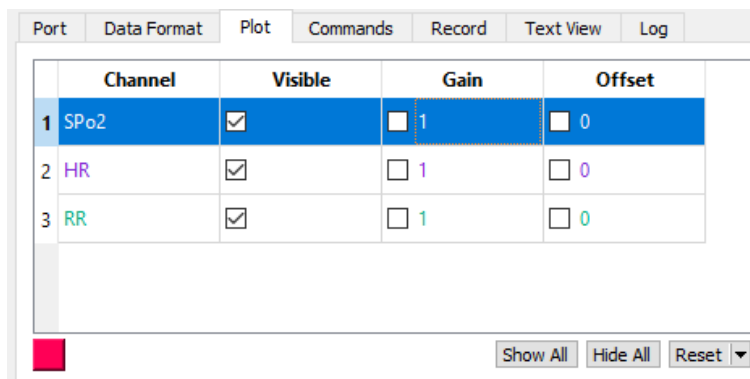 Port Data Format Plot Commands Record Text View Log
Channel Visible Gain Offset
1 SPo2 1 0
2 HR 1 0
3 RR 1 0
Show All Hide All Reset